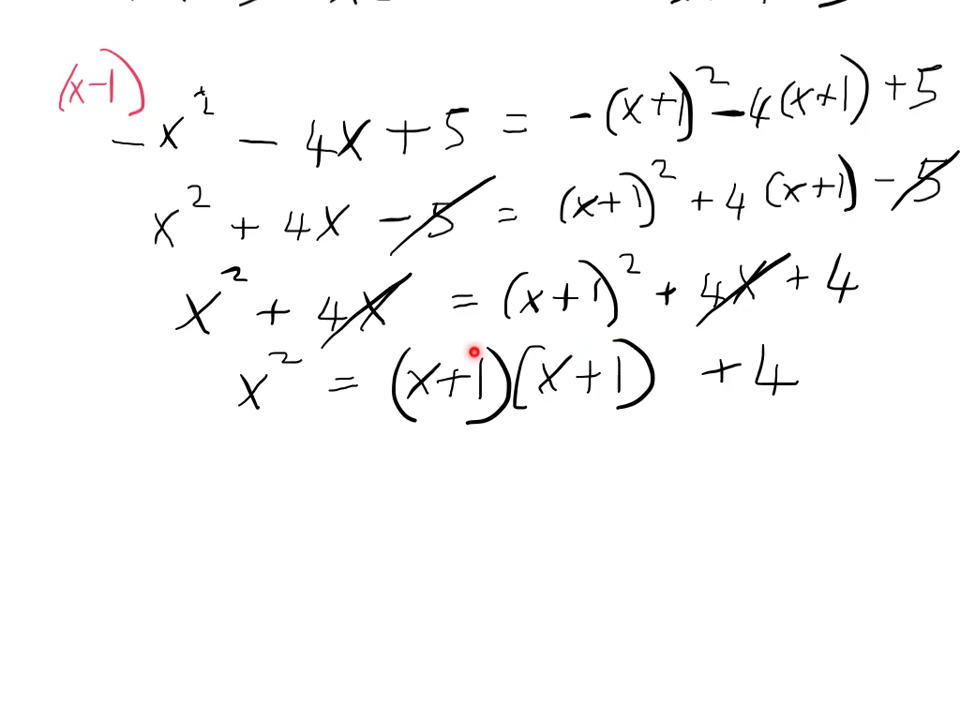 (x-1)
-x² - 4x + 5 = -(x+1)² - 4(x+1) + 5
x² + 4x - 5 = (x+1)² + 4(x+1) - 5
x² + 4x = (x+1)² + 4x + 4
x² = (x+1)(x+1) + 4